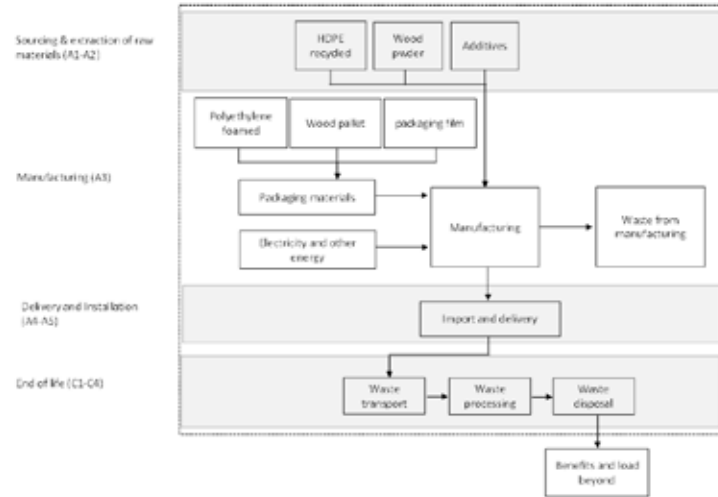 Sourcing & extraction of raw
materials (A1-A2)
HDPE
recycled
Wood
pwder
Additives
Polyethylene
foamed
Wood pallet
packaging film
Manufacturing (A3)
Packaging materials
Electricity and other
energy
Manufacturing
Waste from
manufacturing
Delivery and Installation
(A4-A5)
Import and delivery
End of life (C1-C4)
Waste
transport
Waste
processing
Waste
disposal
Benefits and load
beyond